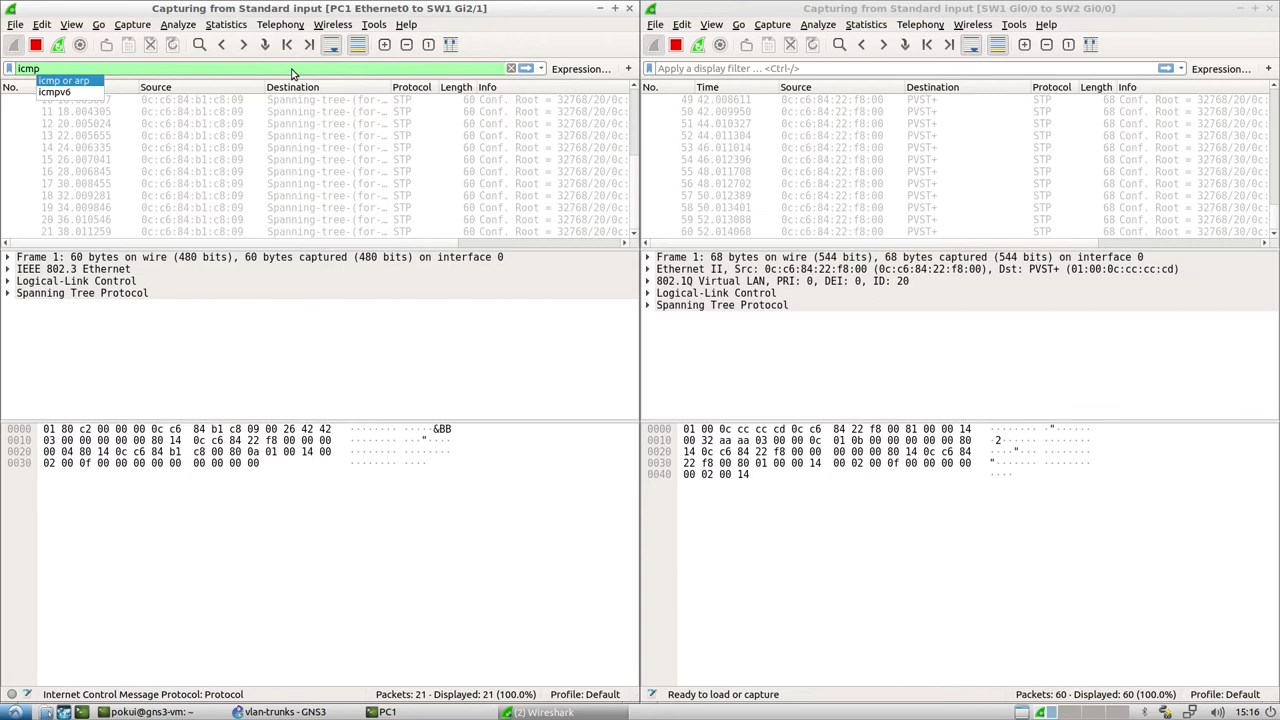 Capturing from Standard input [PC1 Ethernet0 to SW1 Gi2/1]
File Edit View Go Capture Analyze Statistics Telephony Wireless Tools Help
icmp
Expression… +
icmp or arp
icmpv6
No. Source Destination Protocol Length Info
11 18.004305 0c:c6:84:b1:c8:09 Spanning-tree-(for-… STP 60 Conf. Root = 32768/20/0c:
12 20.005024 0c:c6:84:b1:c8:09 Spanning-tree-(for-… STP 60 Conf. Root = 32768/20/0c:
13 22.005655 0c:c6:84:b1:c8:09 Spanning-tree-(for-… STP 60 Conf. Root = 32768/20/0c:
14 24.006335 0c:c6:84:b1:c8:09 Spanning-tree-(for-… STP 60 Conf. Root = 32768/20/0c:
15 26.007041 0c:c6:84:b1:c8:09 Spanning-tree-(for-… STP 60 Conf. Root = 32768/20/0c:
16 28.006845 0c:c6:84:b1:c8:09 Spanning-tree-(for-… STP 60 Conf. Root = 32768/20/0c:
17 30.008455 0c:c6:84:b1:c8:09 Spanning-tree-(for-… STP 60 Conf. Root = 32768/20/0c:
18 32.009281 0c:c6:84:b1:c8:09 Spanning-tree-(for-… STP 60 Conf. Root = 32768/20/0c:
19 34.009846 0c:c6:84:b1:c8:09 Spanning-tree-(for-… STP 60 Conf. Root = 32768/20/0c:
20 36.010546 0c:c6:84:b1:c8:09 Spanning-tree-(for-… STP 60 Conf. Root = 32768/20/0c:
21 38.011259 0c:c6:84:b1:c8:09 Spanning-tree-(for-… STP 60 Conf. Root = 32768/20/0c:
Frame 1: 60 bytes on wire (480 bits), 60 bytes captured (480 bits) on interface 0
IEEE 802.3 Ethernet
Logical-Link Control
Spanning Tree Protocol
0000 01 80 c2 00 00 00 0c c6 84 b1 c8 09 00 26 42 42 ········ ·····&BB
0010 03 00 00 00 00 00 80 14 0c c6 84 22 f8 00 00 00 ········ ···"····
0020 00 04 80 14 0c c6 84 b1 c8 00 80 0a 01 00 14 00 ········ ········
0030 02 00 0f 00 00 00 00 00 00 00 00 00 ········ ····
Internet Control Message Protocol: Protocol Packets: 21 · Displayed: 21 (100.0%) Profile: Default
Capturing from Standard input [SW1 Gi0/0 to SW2 Gi0/0]
File Edit View Go Capture Analyze Statistics Telephony Wireless Tools Help
Apply a display filter ... <Ctrl-/>
Expression… +
No. Time Source Destination Protocol Length Info
49 42.008611 0c:c6:84:22:f8:00 PVST+ STP 68 Conf. Root = 32768/20/0c:
50 42.009950 0c:c6:84:22:f8:00 PVST+ STP 68 Conf. Root = 32768/30/0c:
51 44.010327 0c:c6:84:22:f8:00 PVST+ STP 68 Conf. Root = 32768/20/0c:
52 44.011304 0c:c6:84:22:f8:00 PVST+ STP 68 Conf. Root = 32768/30/0c:
53 46.011014 0c:c6:84:22:f8:00 PVST+ STP 68 Conf. Root = 32768/20/0c:
54 46.012396 0c:c6:84:22:f8:00 PVST+ STP 68 Conf. Root = 32768/30/0c:
55 48.011708 0c:c6:84:22:f8:00 PVST+ STP 68 Conf. Root = 32768/20/0c:
56 48.012702 0c:c6:84:22:f8:00 PVST+ STP 68 Conf. Root = 32768/30/0c:
57 50.012389 0c:c6:84:22:f8:00 PVST+ STP 68 Conf. Root = 32768/20/0c:
58 50.013401 0c:c6:84:22:f8:00 PVST+ STP 68 Conf. Root = 32768/30/0c:
59 52.013088 0c:c6:84:22:f8:00 PVST+ STP 68 Conf. Root = 32768/20/0c:
60 52.014068 0c:c6:84:22:f8:00 PVST+ STP 68 Conf. Root = 32768/30/0c:
Frame 1: 68 bytes on wire (544 bits), 68 bytes captured (544 bits) on interface 0
Ethernet II, Src: 0c:c6:84:22:f8:00 (0c:c6:84:22:f8:00), Dst: PVST+ (01:00:0c:cc:cc:cd)
802.1Q Virtual LAN, PRI: 0, DEI: 0, ID: 20
Logical-Link Control
Spanning Tree Protocol
0000 01 00 0c cc cc cd 0c c6 84 22 f8 00 81 00 00 14 ········ ·"······
0010 00 32 aa aa 03 00 00 0c 01 0b 00 00 00 00 00 80 ·2······ ········
0020 14 0c c6 84 22 f8 00 00 00 00 00 80 14 0c c6 84 ····"··· ········
0030 22 f8 00 80 01 00 00 14 00 02 00 0f 00 00 00 00 "······· ········
0040 00 02 00 14 ····
Ready to load or capture Packets: 60 · Displayed: 60 (100.0%) Profile: Default
pokui@gns3-vm: ~ vlan-trunks - GNS3 PC1 (2) Wireshark 15:16